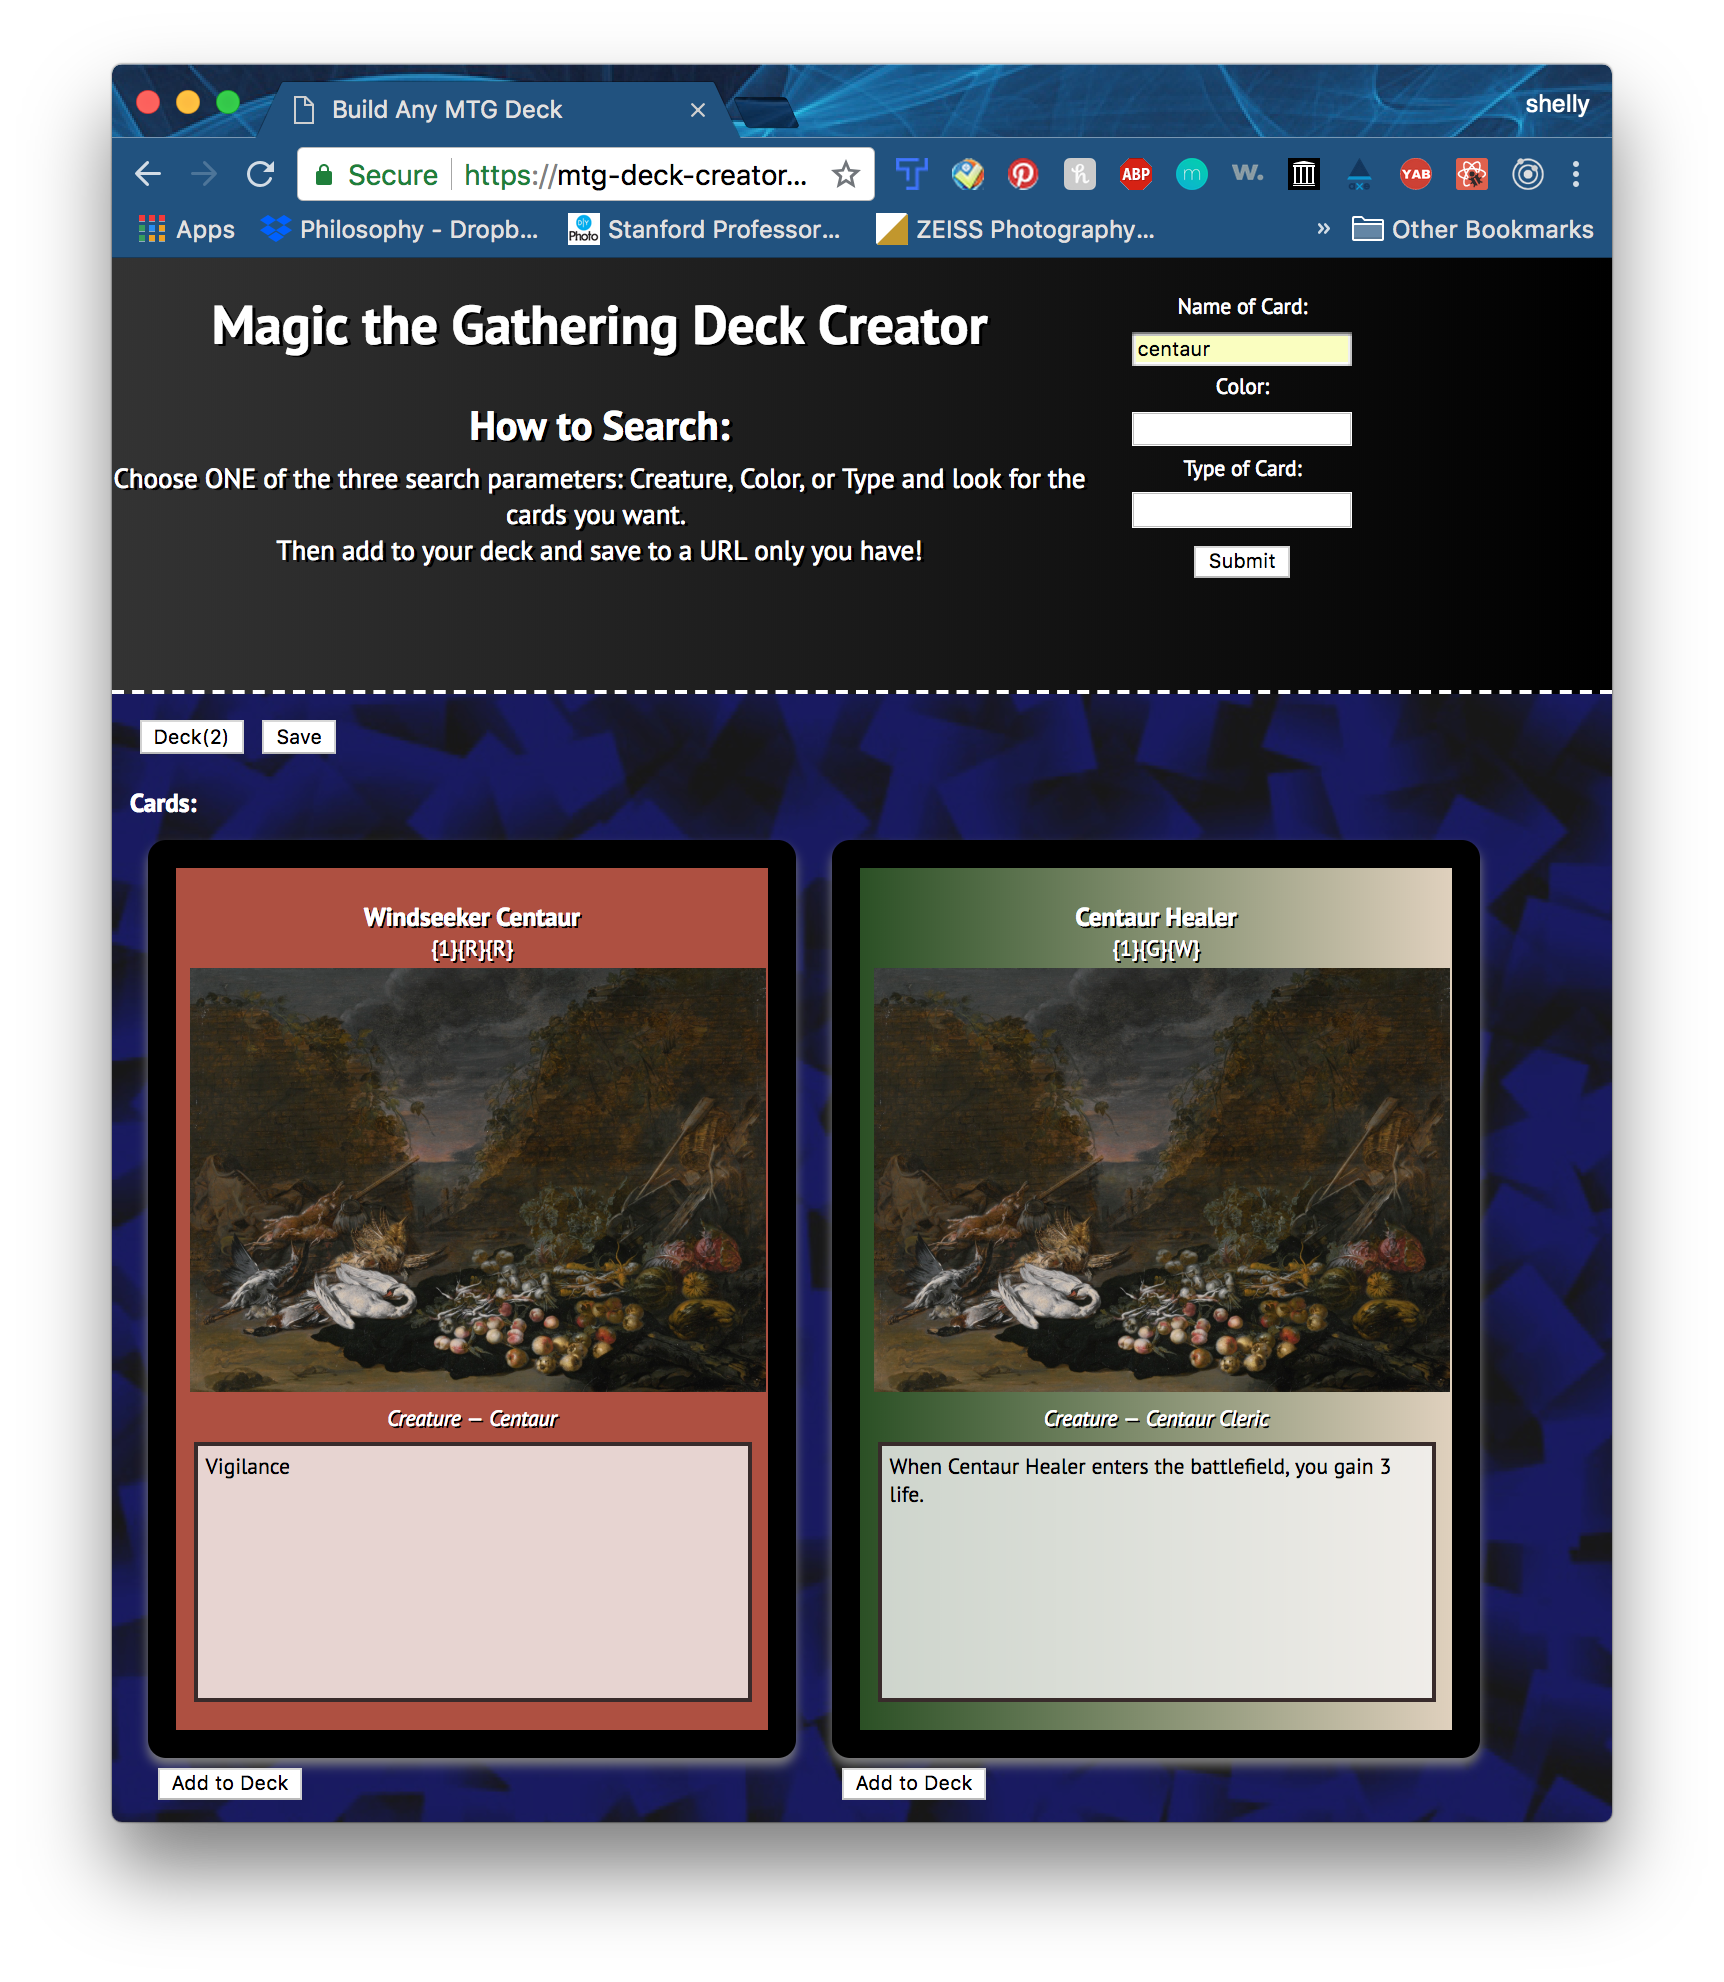 Build Any MTG Deck
shelly
Secure https://mtg-deck-creator...
ABP
YAB
Apps
Philosophy - Dropb...
DIY Photo
Stanford Professor...
ZEISS Photography...
»
Other Bookmarks
Magic the Gathering Deck Creator
How to Search:
Choose ONE of the three search parameters: Creature, Color, or Type and look for the
cards you want.
Then add to your deck and save to a URL only you have!
Name of Card:
centaur
Color:
Type of Card:
Submit
Deck(2)
Save
Cards:
Windseeker Centaur
{1}{R}{R}
Creature — Centaur
Vigilance
Add to Deck
Centaur Healer
{1}{G}{W}
Creature — Centaur Cleric
When Centaur Healer enters the battlefield, you gain 3
life.
Add to Deck